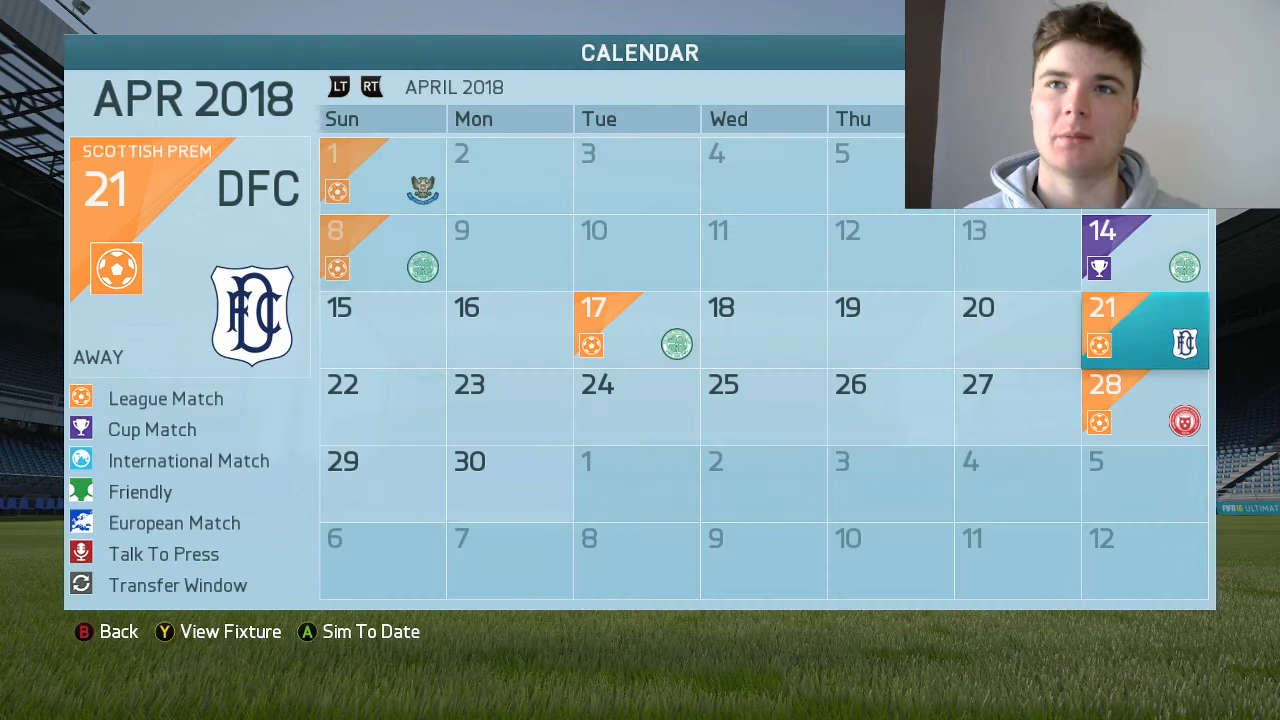 CALENDAR
APR 2018
LT RT APRIL 2018
Sun Mon Tue Wed Thu
SCOTTISH PREM
21 DFC
DFC
AWAY
1 2 3 4 5
8 9 10 11 12 13 14
15 16 17 18 19 20 21
22 23 24 25 26 27 28
29 30 1 2 3 4 5
6 7 8 9 10 11 12
League Match
Cup Match
International Match
Friendly
European Match
Talk To Press
Transfer Window
FIFA 16 ULTIMAT
B Back Y View Fixture A Sim To Date